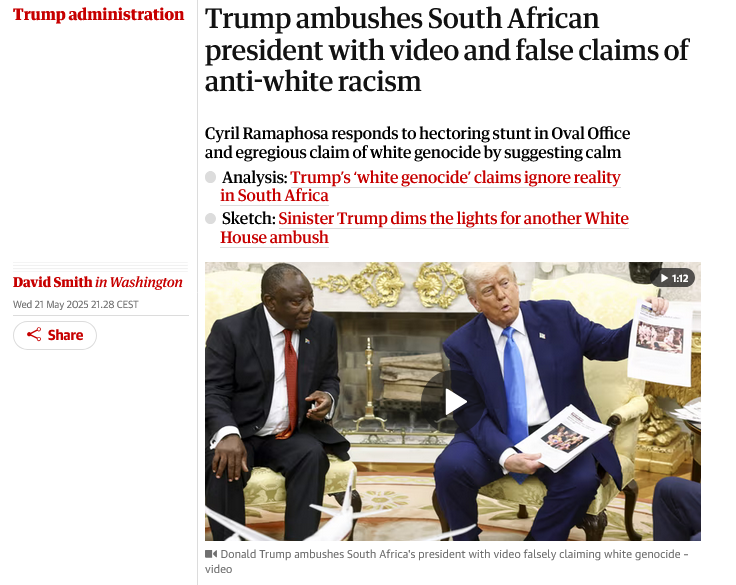 Trump administration
Trump ambushes South African
president with video and false claims of
anti-white racism
Cyril Ramaphosa responds to hectoring stunt in Oval Office
and egregious claim of white genocide by suggesting calm
Analysis: Trump's ‘white genocide’ claims ignore reality
in South Africa
Sketch: Sinister Trump dims the lights for another White
House ambush
David Smith in Washington
Wed 21 May 2025 21.28 CEST
Share
1:12
Donald Trump ambushes South Africa's president with video falsely claiming white genocide –
video